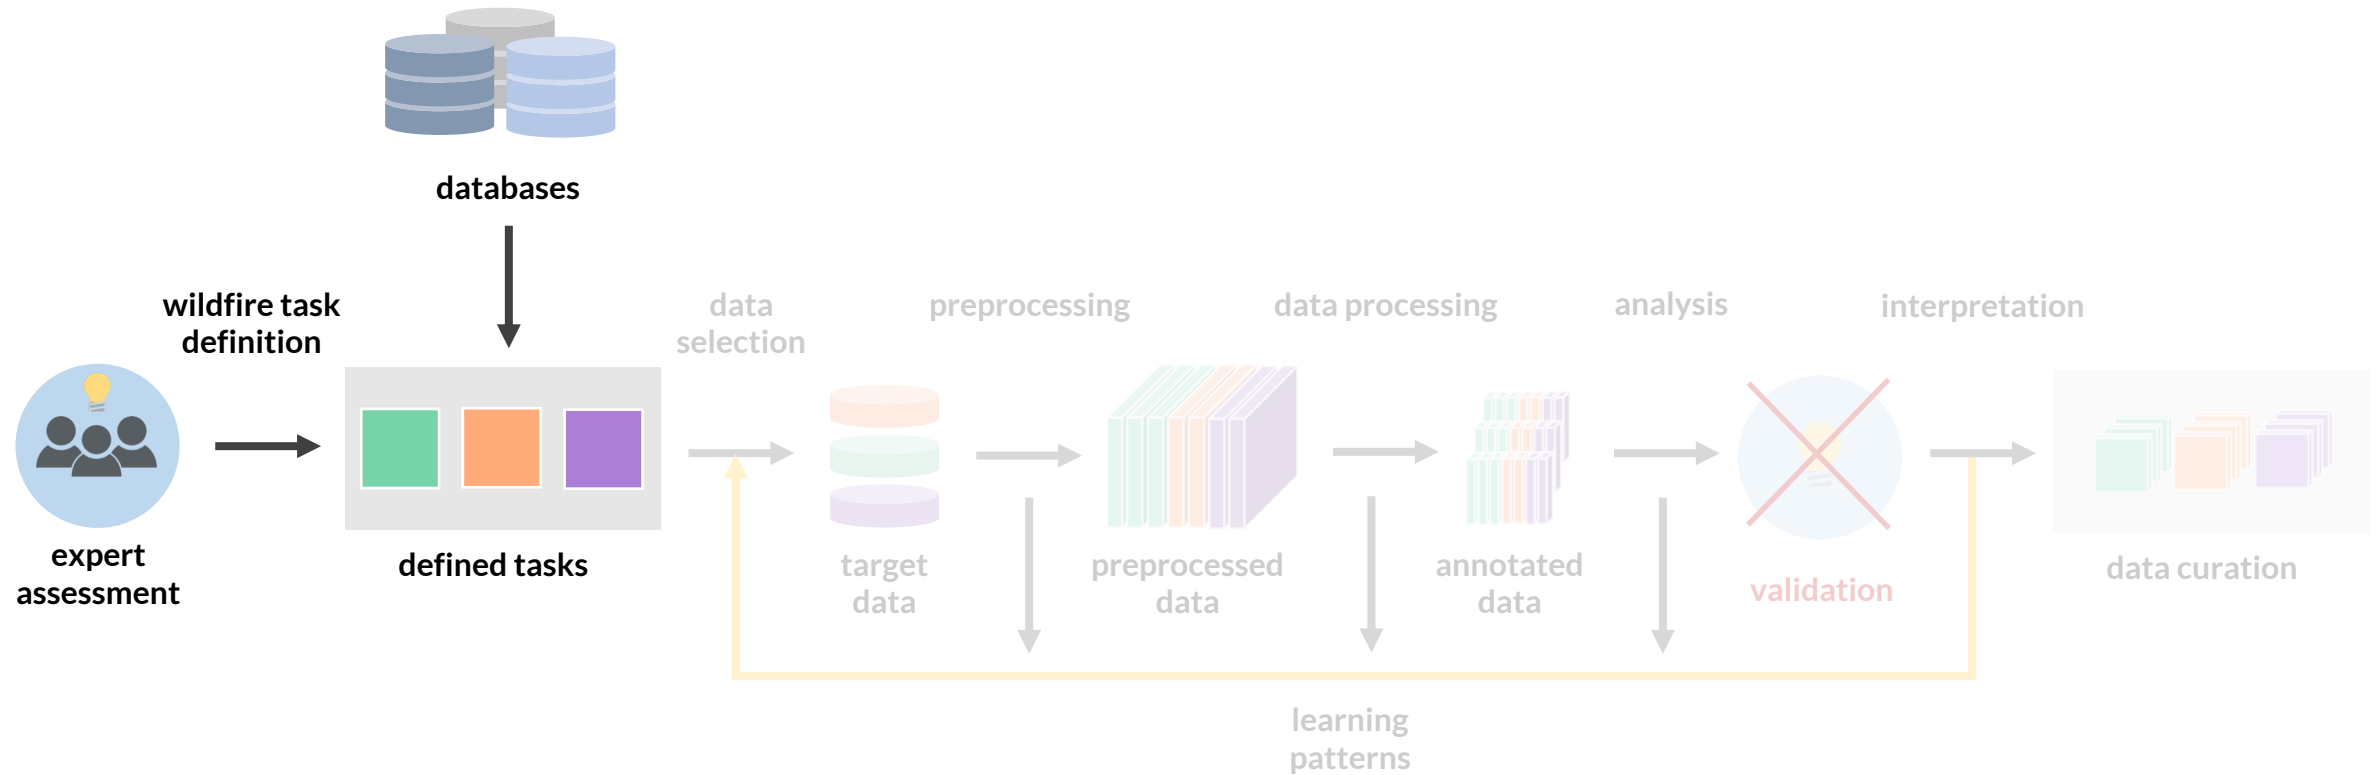 databases
wildfire task
definition
data
selection
preprocessing
data processing
analysis
interpretation
expert
assessment
defined tasks
target
data
preprocessed
data
annotated
data
validation
data curation
learning
patterns